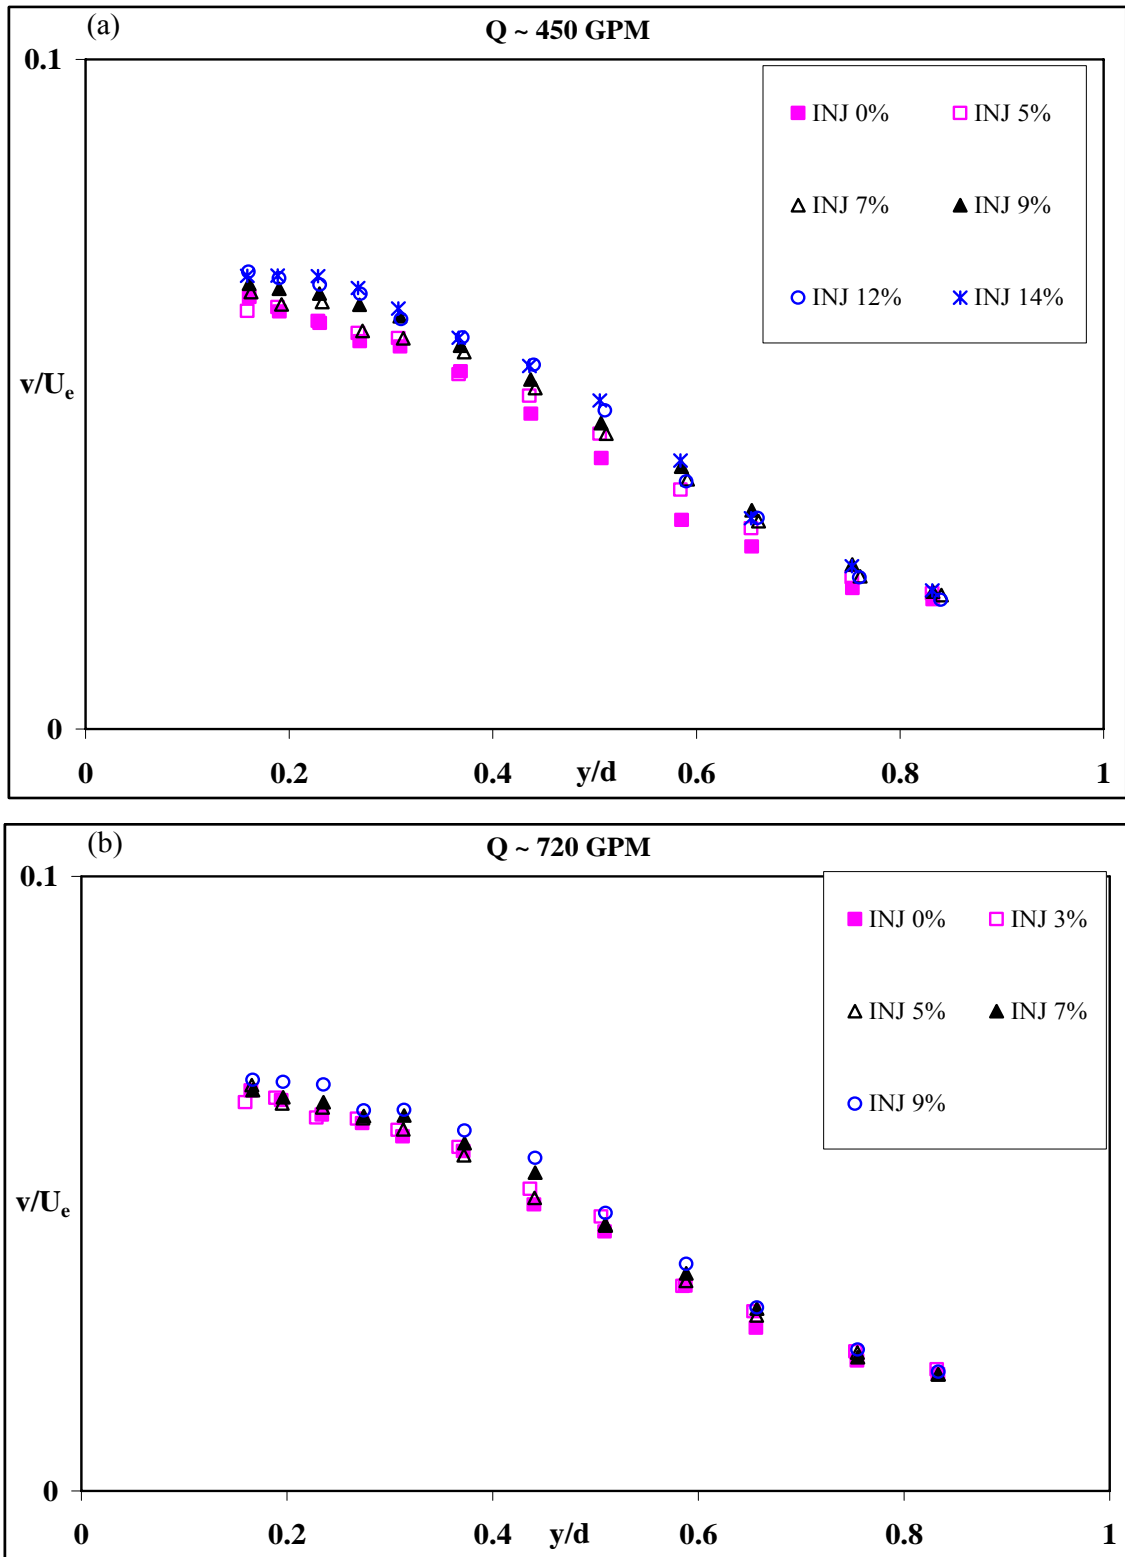 (a)
Q ~ 450 GPM
0.1
INJ 0% INJ 5%
INJ 7% INJ 9%
INJ 12% INJ 14%
v/Ue
0
0 0.2 0.4 y/d 0.6 0.8 1
(b)
Q ~ 720 GPM
0.1
INJ 0% INJ 3%
INJ 5% INJ 7%
INJ 9%
v/Ue
0
0 0.2 0.4 y/d 0.6 0.8 1